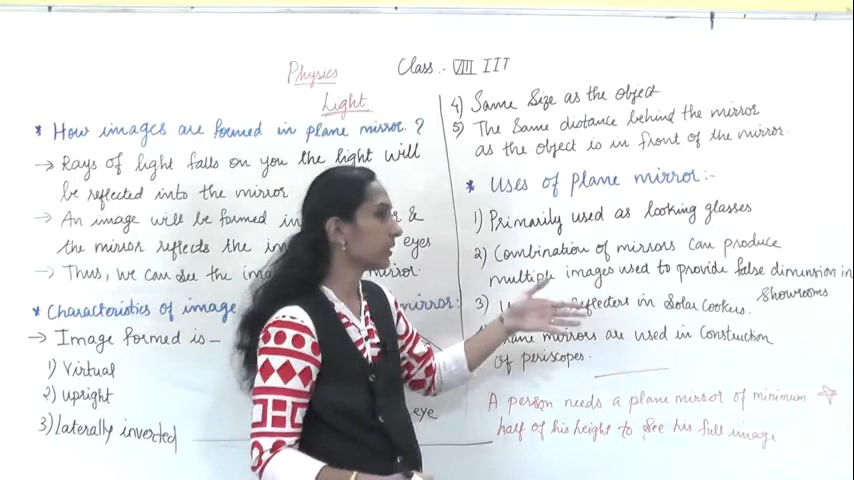 Physics Class :- VIII IIT
Light
* How images are formed in plane mirror ?
→ Rays of light falls on you the light will
be reflected into the mirror
→ An image will be formed in &
the mirror reflects the eyes
→ Thus, we can see the mirror.
* Characteristics of image mirror :
→ Image formed is –
1) Virtual
2) upright
3) laterally inverted
eye
4) Same size as the object
5) The Same distance behind the mirror
as the object is in front of the mirror.
* Uses of plane mirror :-
1) Primarily used as looking glasses
2) Combination of mirrors can produce
multiple images used to provide false dimension in
Showrooms
3) reflecters in Solar Cookers.
mirrors are used in Construction
of periscopes.
A person needs a plane mirror of minimum
half of his height to see his full image